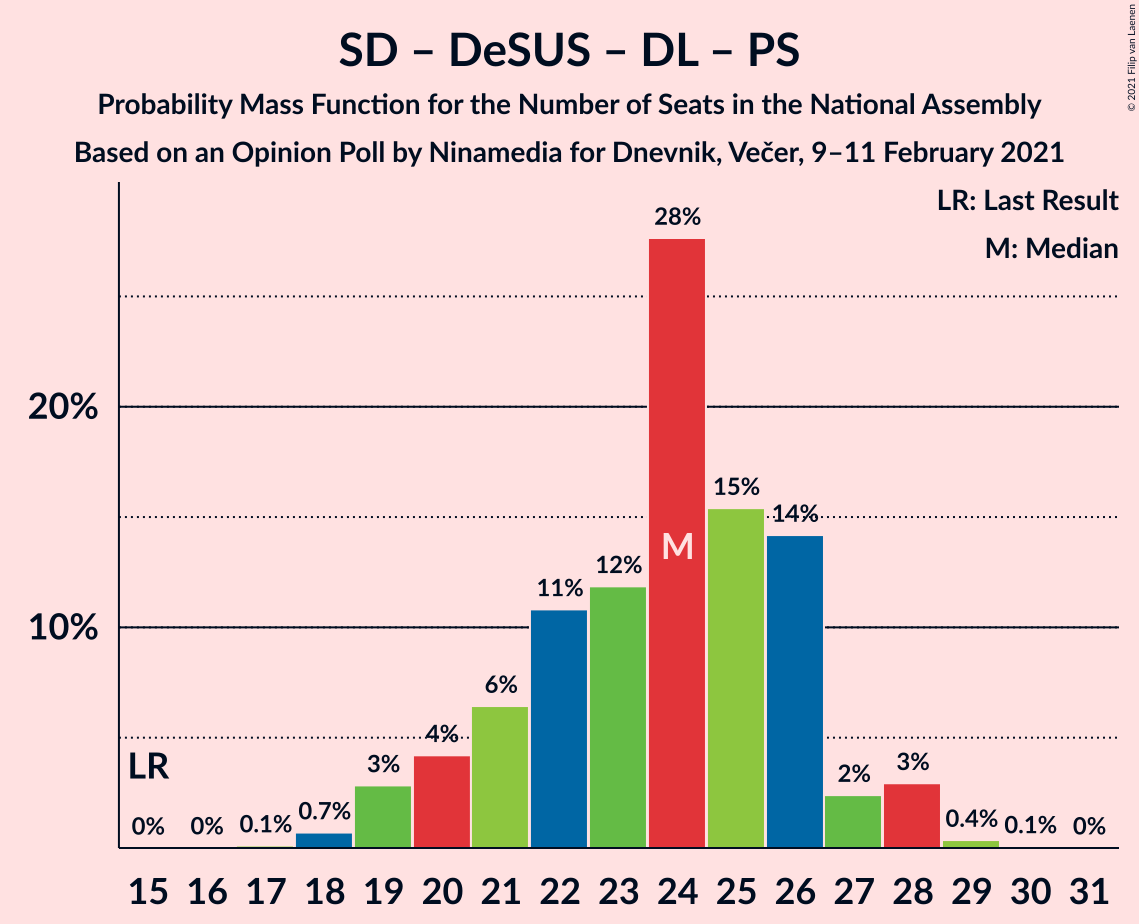 SD – DeSUS – DL – PS
Probability Mass Function for the Number of Seats in the National Assembly
Based on an Opinion Poll by Ninamedia for Dnevnik, Večer, 9–11 February 2021
© 2021 Filip van Laenen
LR: Last Result
M: Median
20%
10%
LR
M
0% 0% 0.1% 0.7% 3% 4% 6% 11% 12% 28% 15% 14% 2% 3% 0.4% 0.1% 0%
15 16 17 18 19 20 21 22 23 24 25 26 27 28 29 30 31